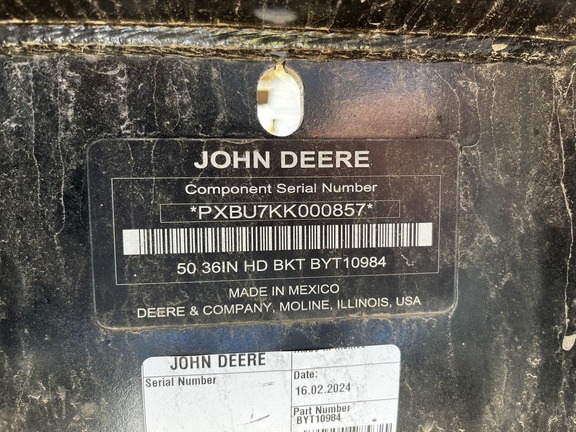 JOHN DEERE
Component Serial Number
*PXBU7KK000857*
50 36IN HD BKT BYT10984
MADE IN MEXICO
DEERE & COMPANY, MOLINE, ILLINOIS, USA
JOHN DEERE
Serial Number
Date:
16.02.2024
Part Number
BYT10984